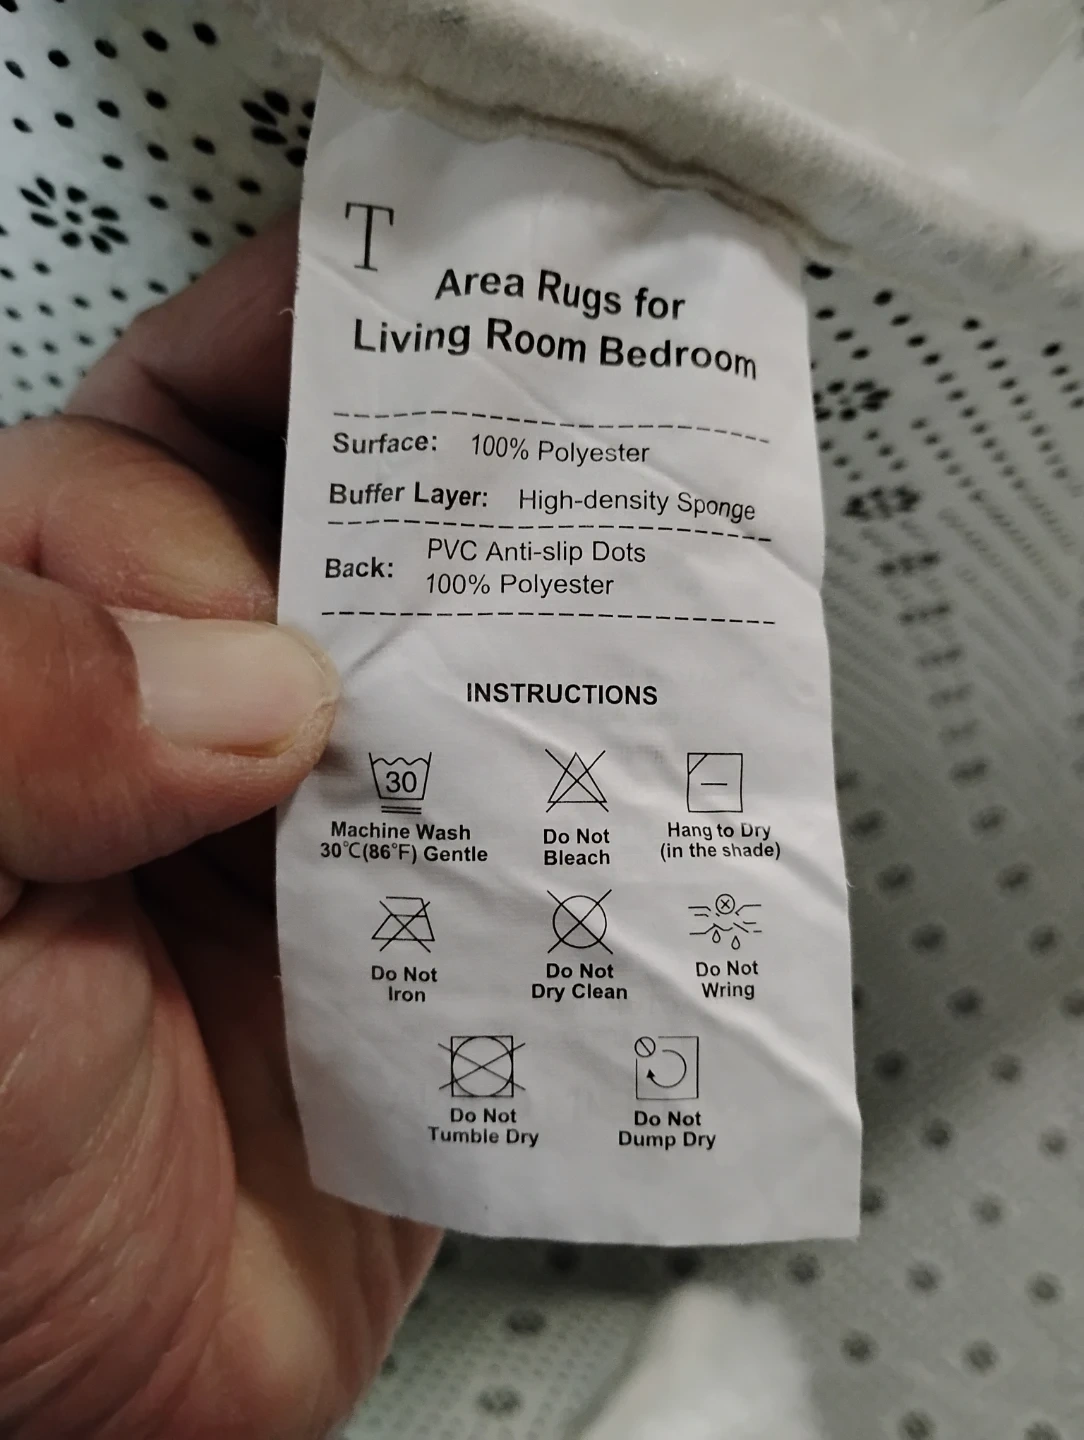 T
Area Rugs for
Living Room Bedroom
Surface: 100% Polyester
Buffer Layer: High-density Sponge
Back: PVC Anti-slip Dots
100% Polyester
INSTRUCTIONS
30
Machine Wash
30℃(86℉) Gentle
Do Not
Bleach
Hang to Dry
(in the shade)
Do Not
Iron
Do Not
Dry Clean
Do Not
Wring
Do Not
Tumble Dry
Do Not
Dump Dry